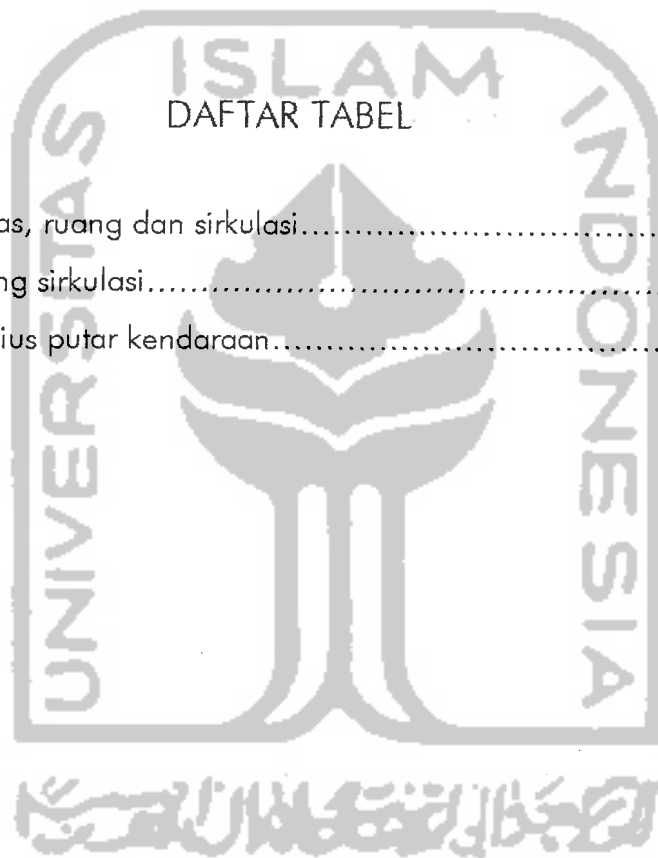 ISLAM
UNIVERSITAS
INDONESIA
DAFTAR TABEL
as, ruang dan sirkulasi................................................
ng sirkulasi................................................................
ius putar kendaraan................................................